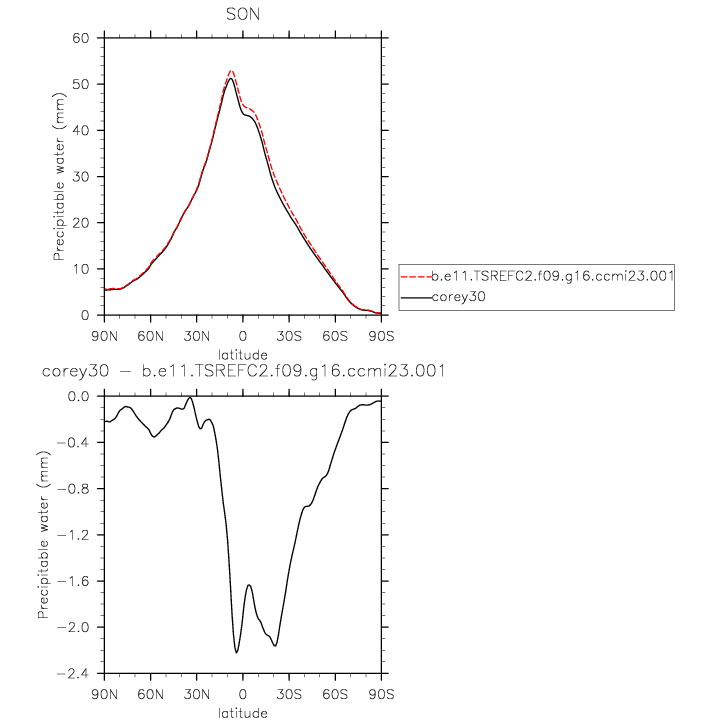 SON
60
50
40
30
20
10
0
Precipitable water (mm)
90N 60N 30N 0 30S 60S 90S
latitude
b.e11.TSREFC2.f09.g16.ccmi23.001
corey30
corey30 − b.e11.TSREFC2.f09.g16.ccmi23.001
0.0
−0.4
−0.8
−1.2
−1.6
−2.0
−2.4
Precipitable water (mm)
90N 60N 30N 0 30S 60S 90S
latitude